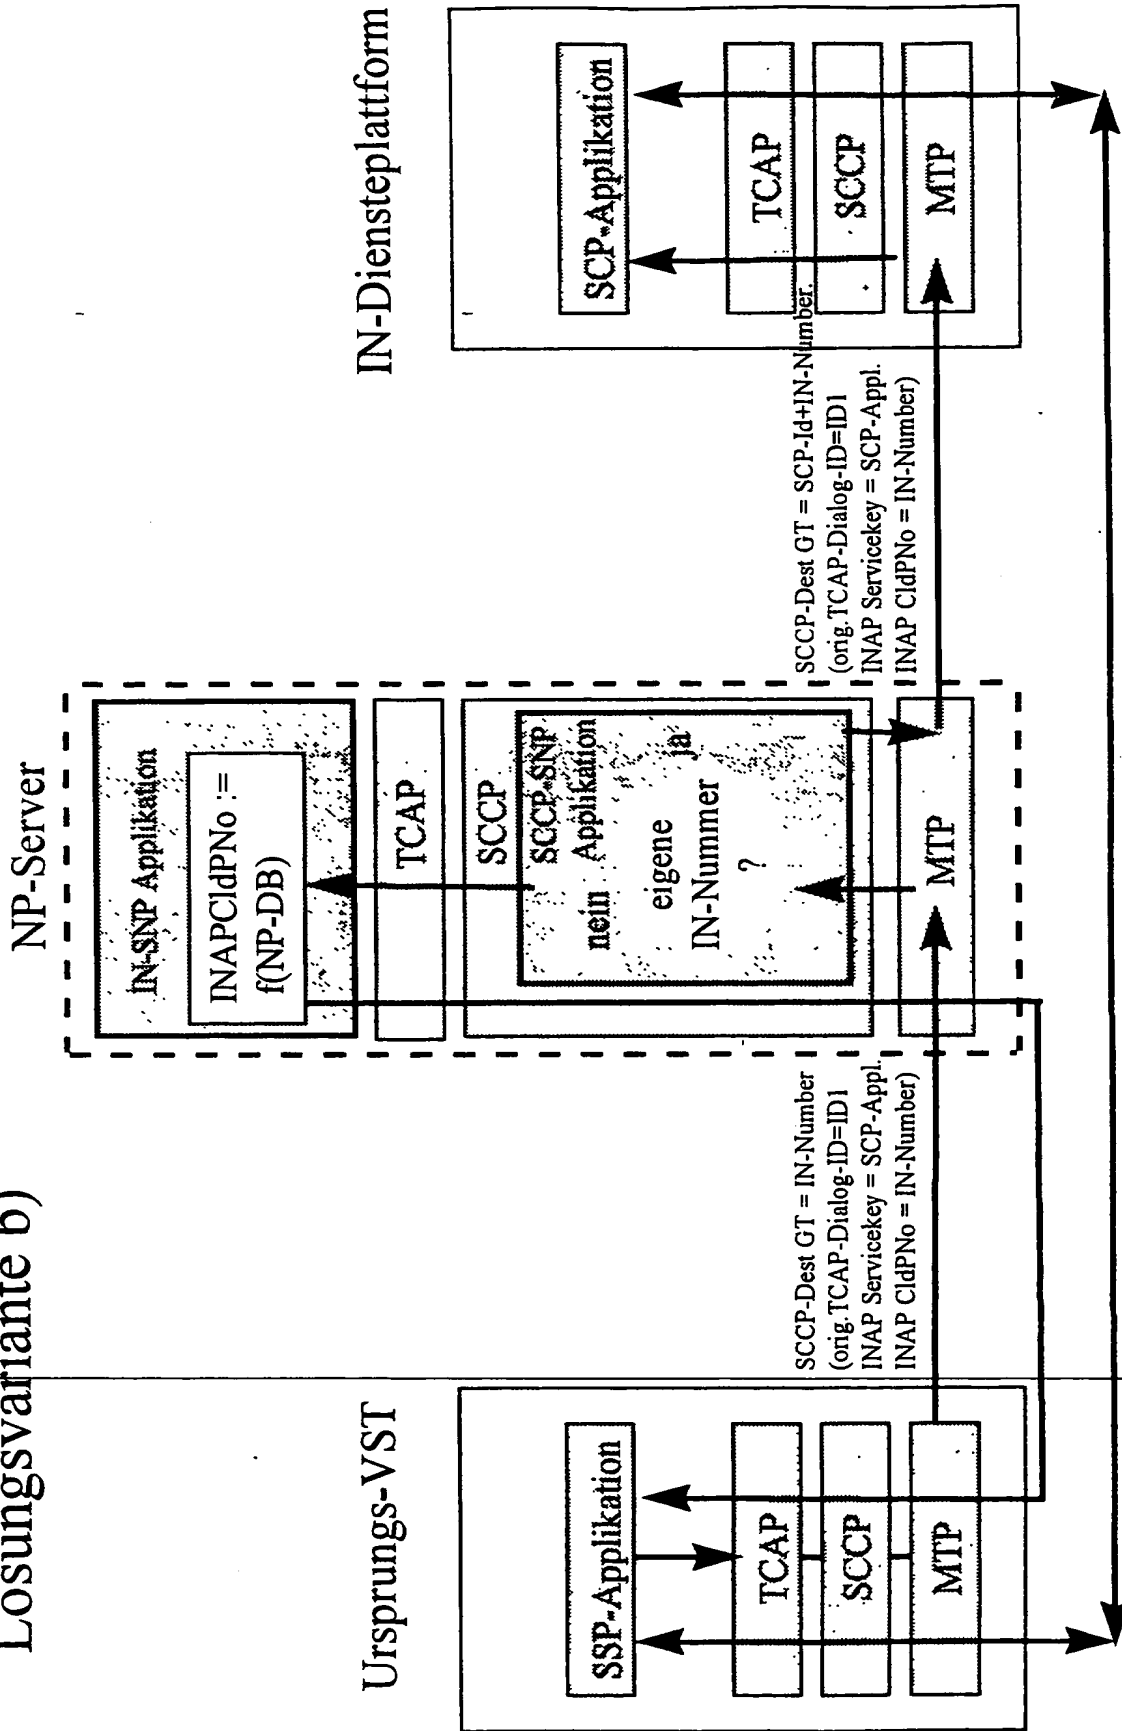 Lösungsvariante b)
Ursprungs-VST
SSP-Applikation
TCAP
SCCP
MTP
SCCP-Dest GT = IN-Number
(orig.TCAP-Dialog-ID=ID1
INAP Servicekey = SCP-Appl.
INAP CldPNo = IN-Number)
NP-Server
IN-SNP Applikation
INAPCldPNo :=
f(NP-DB)
TCAP
SCCP
SCCP-SNP
Applikation
nein
ja
eigene
IN-Nummer
?
MTP
SCCP-Dest GT = SCP-Id+IN-Number.
(orig.TCAP-Dialog-ID=ID1
INAP Servicekey = SCP-Appl.
INAP CldPNo = IN-Number)
IN-Diensteplattform
SCP-Applikation
TCAP
SCCP
MTP